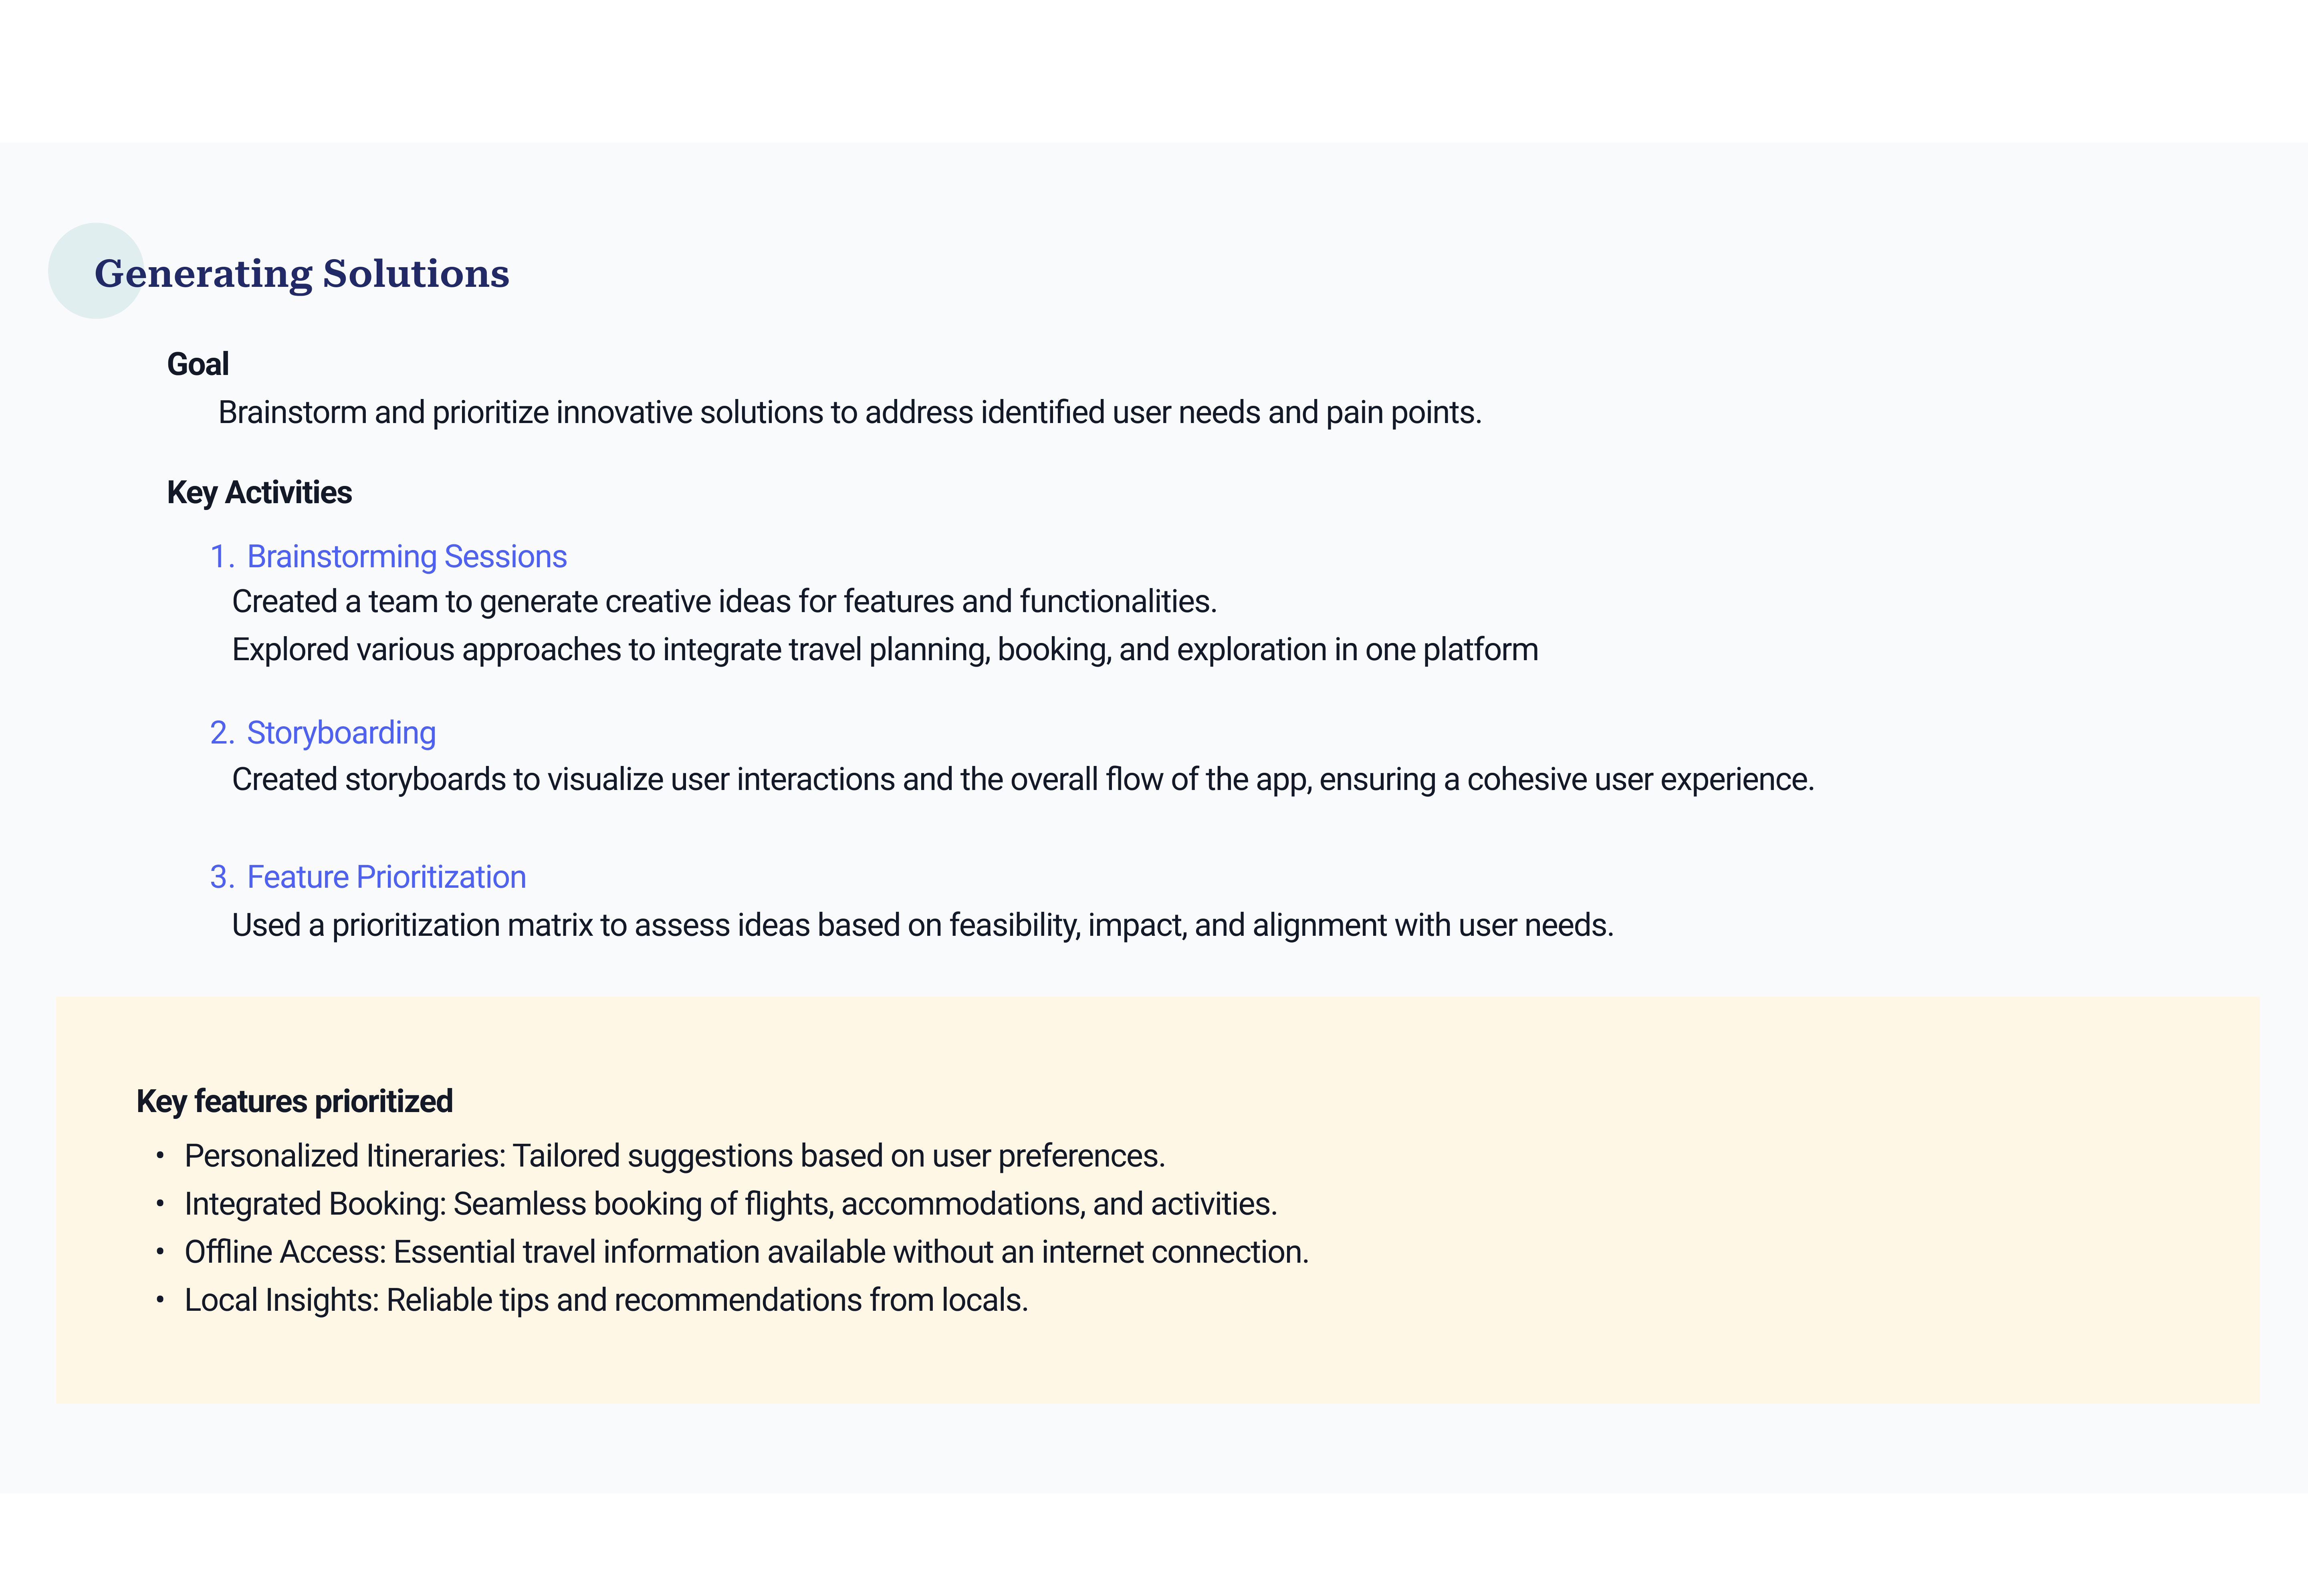 Generating Solutions
Goal
Brainstorm and prioritize innovative solutions to address identified user needs and pain points.
Key Activities
1. Brainstorming Sessions
Created a team to generate creative ideas for features and functionalities.
Explored various approaches to integrate travel planning, booking, and exploration in one platform
2. Storyboarding
Created storyboards to visualize user interactions and the overall flow of the app, ensuring a cohesive user experience.
3. Feature Prioritization
Used a prioritization matrix to assess ideas based on feasibility, impact, and alignment with user needs.
Key features prioritized
• Personalized Itineraries: Tailored suggestions based on user preferences.
• Integrated Booking: Seamless booking of flights, accommodations, and activities.
• Offline Access: Essential travel information available without an internet connection.
• Local Insights: Reliable tips and recommendations from locals.